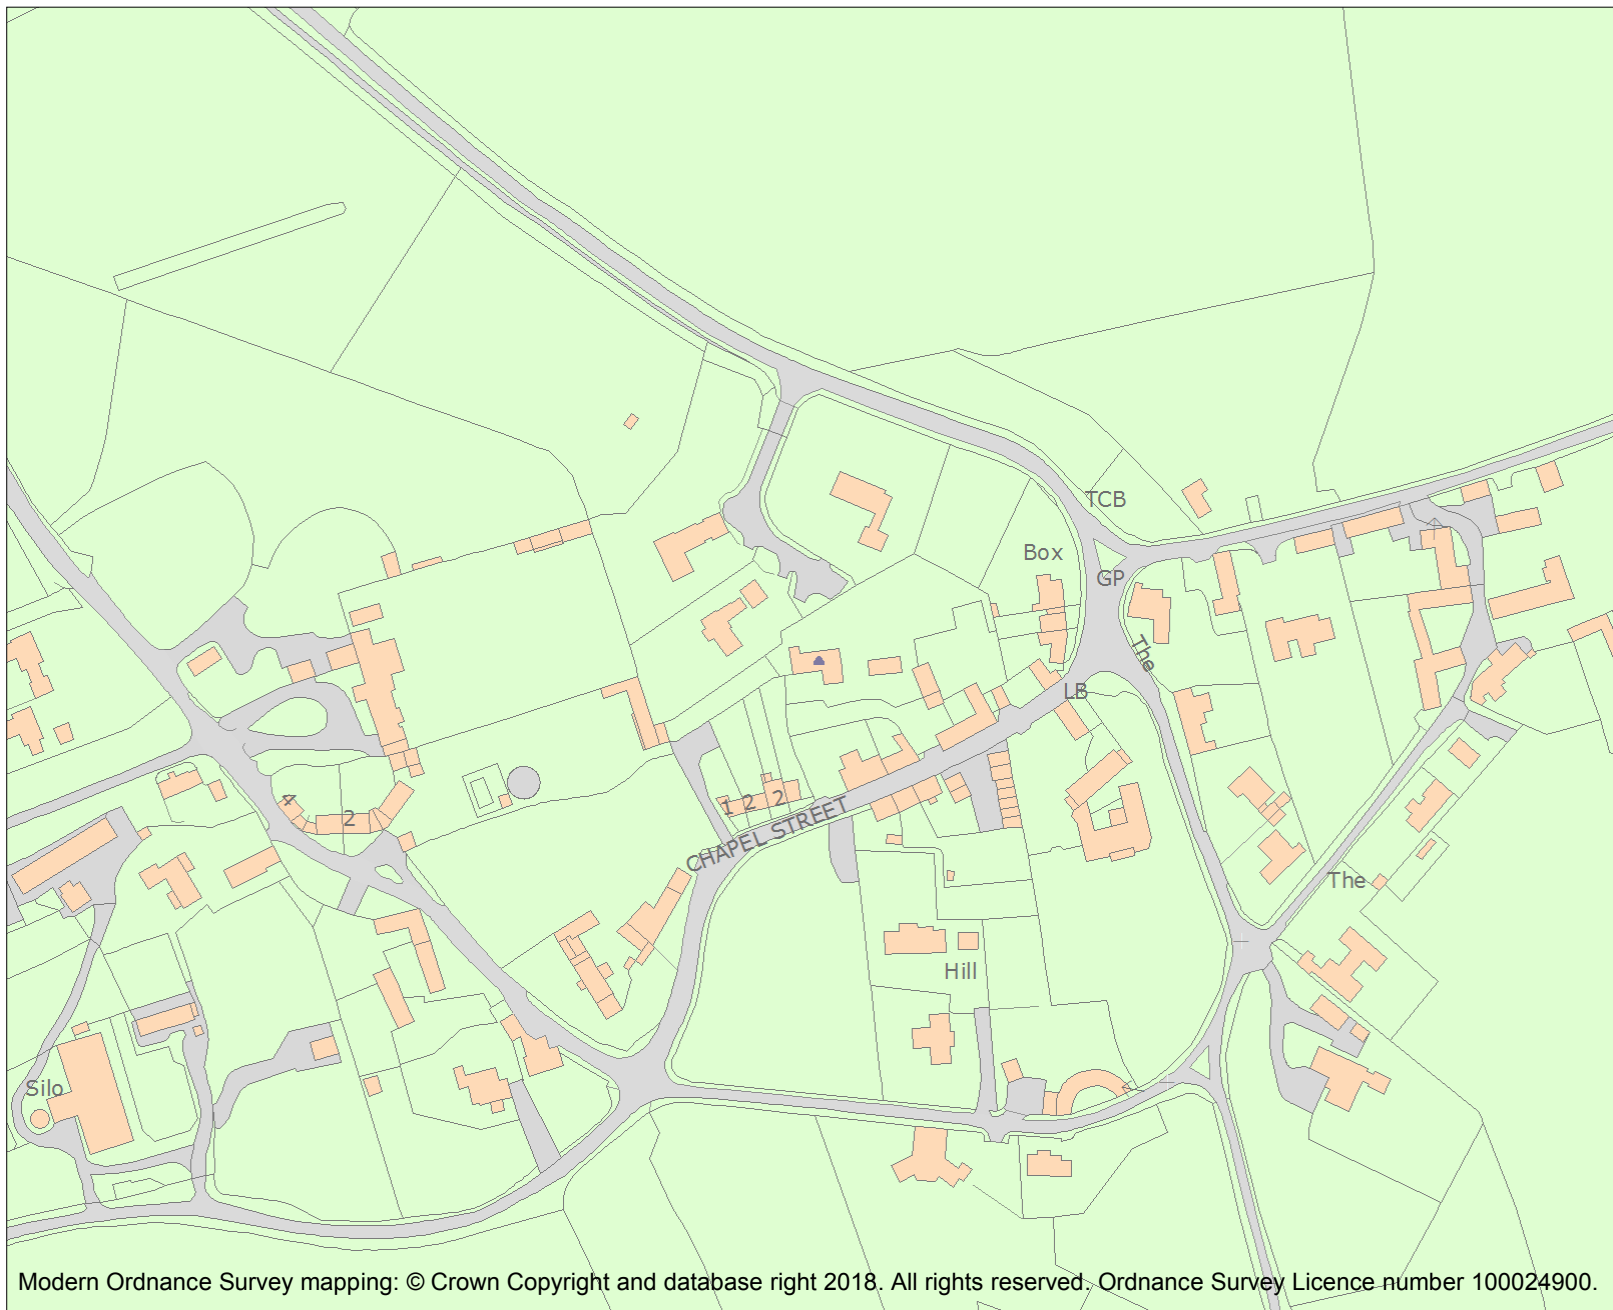 TCB
Box
GP
The
LB
4
2
1 2 2
CHAPEL STREET
The
Hill
Silo
Modern Ordnance Survey mapping: © Crown Copyright and database right 2018. All rights reserved. Ordnance Survey Licence number 100024900.